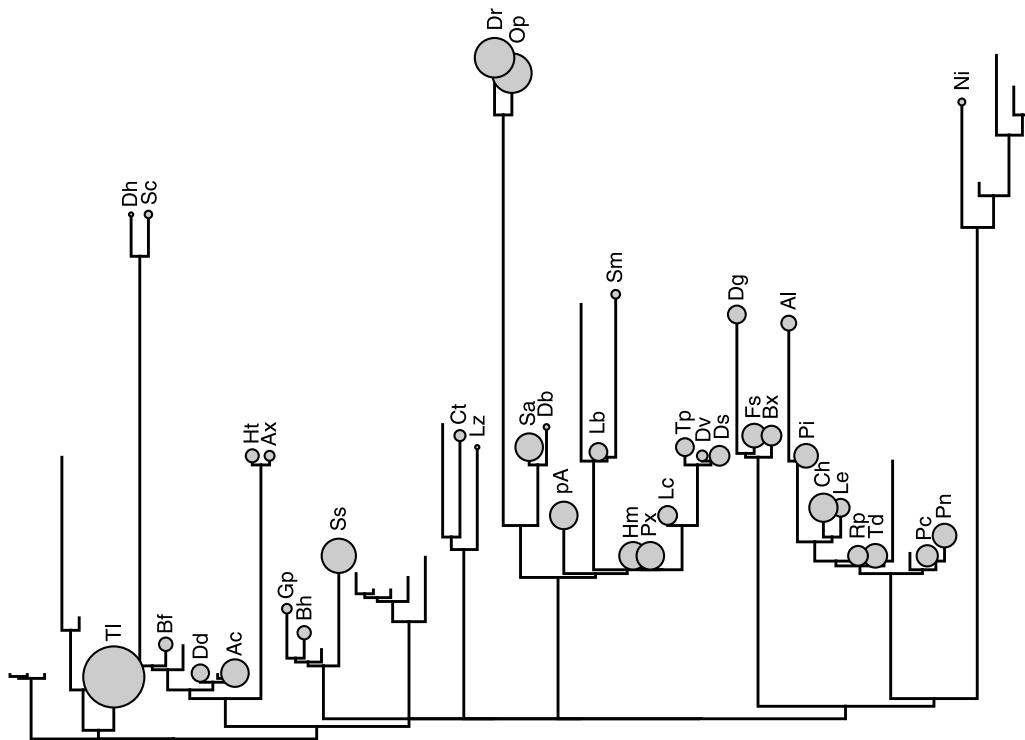 Dr
Op
Ni
Dh
Sc
Sm
Dg
Al
Ct
Lz
Sa
Db
Lb
Tp
Dv
Ds
Fs
Bx
Pi
Ht
Ax
pA
Lc
Ch
Le
Ss
Hm
Px
Rp
Td
Pc
Pn
Gp
Bh
Tl
Bf
Dd
Ac